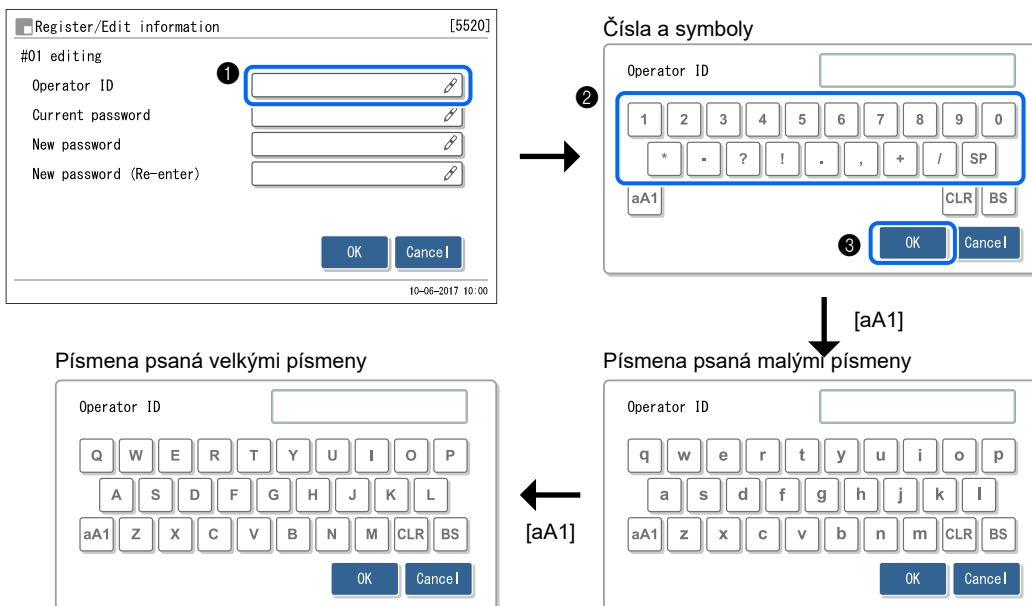 Register/Edit information [5520]
#01 editing
Operator ID
Current password
New password
New password (Re-enter)
OK Cancel
10-06-2017 10:00
❶
Čísla a symboly
Operator ID
❷
1 2 3 4 5 6 7 8 9 0
* - ? ! . , + / SP
aA1 CLR BS
❸ OK Cancel
[aA1]
Písmena psaná malými písmeny
Operator ID
q w e r t y u i o p
a s d f g h j k l
aA1 z x c v b n m CLR BS
OK Cancel
[aA1]
Písmena psaná velkými písmeny
Operator ID
Q W E R T Y U I O P
A S D F G H J K L
aA1 Z X C V B N M CLR BS
OK Cancel